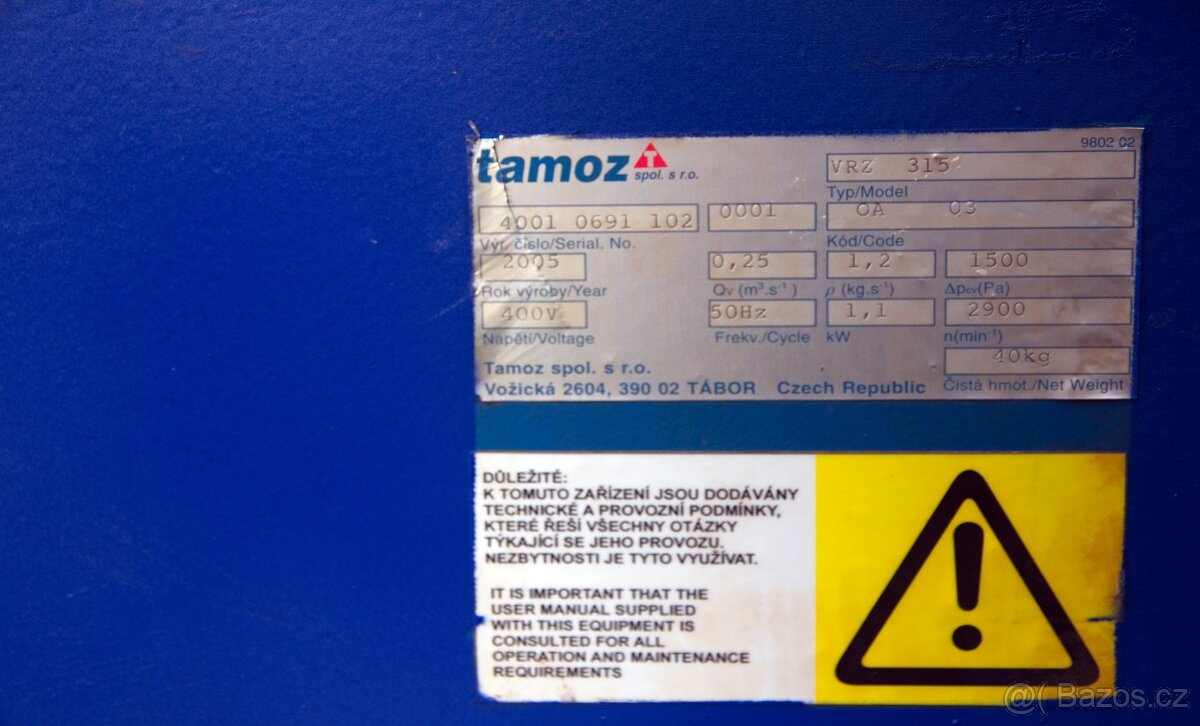 9802 02
tamoz T spol. s r.o.
VRZ 315
Typ/Model
4001 0691 102 0001 OA 03
Výr. číslo/Serial. No. Kód/Code
2005 0,25 1,2 1500
Rok výroby/Year Qv (m³.s⁻¹) ρ (kg.s⁻¹) Δpcv(Pa)
400V 50Hz 1,1 2900
Napětí/Voltage Frekv./Cycle kW n(min⁻¹)
40kg
Tamoz spol. s r.o.
Vožická 2604, 390 02 TÁBOR Czech Republic Čistá hmot./Net Weight
DŮLEŽITÉ:
K TOMUTO ZAŘÍZENÍ JSOU DODÁVÁNY
TECHNICKÉ A PROVOZNÍ PODMÍNKY,
KTERÉ ŘEŠÍ VŠECHNY OTÁZKY
TÝKAJÍCÍ SE JEHO PROVOZU.
NEZBYTNOSTI JE TYTO VYUŽÍVAT.
IT IS IMPORTANT THAT THE
USER MANUAL SUPPLIED
WITH THIS EQUIPMENT IS
CONSULTED FOR ALL
OPERATION AND MAINTENANCE
REQUIREMENTS
@( Bazos.cz